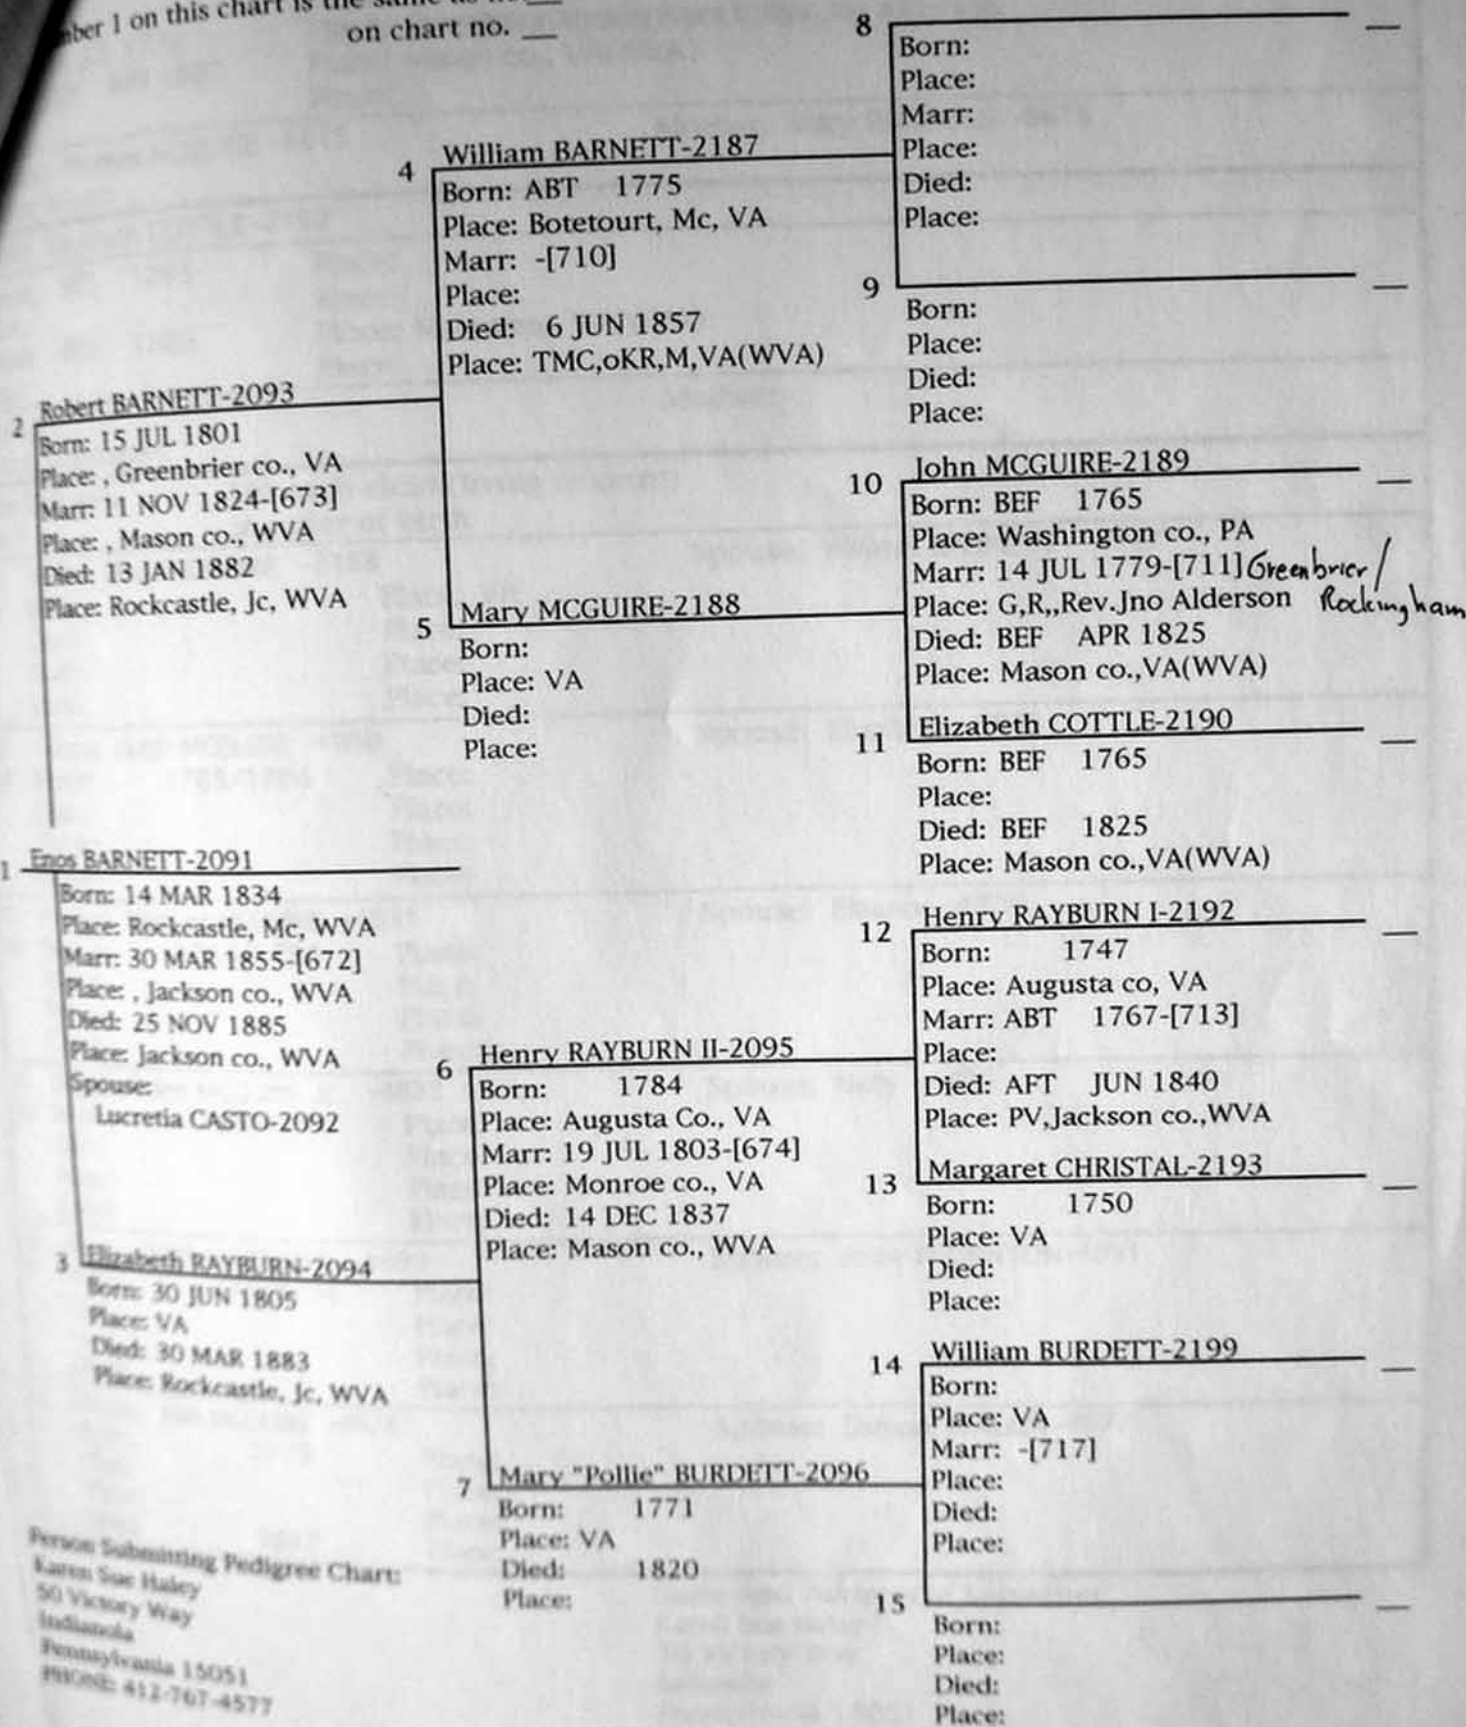 ber 1 on this chart is the same as no.
on chart no. __
8
Born:
Place:
Marr:
Place:
Died:
Place:
4 William BARNETT-2187
Born: ABT 1775
Place: Botetourt, Mc, VA
Marr: -[710]
Place:
Died: 6 JUN 1857
Place: TMC,oKR,M,VA(WVA)
9
Born:
Place:
Died:
Place:
2 Robert BARNETT-2093
Born: 15 JUL 1801
Place: , Greenbrier co., VA
Marr: 11 NOV 1824-[673]
Place: , Mason co., WVA
Died: 13 JAN 1882
Place: Rockcastle, Jc, WVA
10 John MCGUIRE-2189
Born: BEF 1765
Place: Washington co., PA
Marr: 14 JUL 1779-[711] Greenbrier/
Place: G,R,,Rev.Jno Alderson Rockingham
Died: BEF APR 1825
Place: Mason co.,VA(WVA)
5 Mary MCGUIRE-2188
Born:
Place: VA
Died:
Place:
11 Elizabeth COTTLE-2190
Born: BEF 1765
Place:
Died: BEF 1825
Place: Mason co.,VA(WVA)
1 Enos BARNETT-2091
Born: 14 MAR 1834
Place: Rockcastle, Mc, WVA
Marr: 30 MAR 1855-[672]
Place: , Jackson co., WVA
Died: 25 NOV 1885
Place: Jackson co., WVA
Spouse:
Lucretia CASTO-2092
12 Henry RAYBURN I-2192
Born: 1747
Place: Augusta co, VA
Marr: ABT 1767-[713]
Place:
Died: AFT JUN 1840
Place: PV,Jackson co.,WVA
6 Henry RAYBURN II-2095
Born: 1784
Place: Augusta Co., VA
Marr: 19 JUL 1803-[674]
Place: Monroe co., VA
Died: 14 DEC 1837
Place: Mason co., WVA
13 Margaret CHRISTAL-2193
Born: 1750
Place: VA
Died:
Place:
3 Elizabeth RAYBURN-2094
Born: 30 JUN 1805
Place: VA
Died: 30 MAR 1883
Place: Rockcastle, Jc, WVA
14 William BURDETT-2199
Born:
Place: VA
Marr: -[717]
Place:
Died:
Place:
7 Mary "Pollie" BURDETT-2096
Born: 1771
Place: VA
Died: 1820
Place:
15
Born:
Place:
Died:
Place:
Person Submitting Pedigree Chart:
Karen Sue Haley
50 Victory Way
Indianola
Pennsylvania 15051
PHONE: 412-767-4577